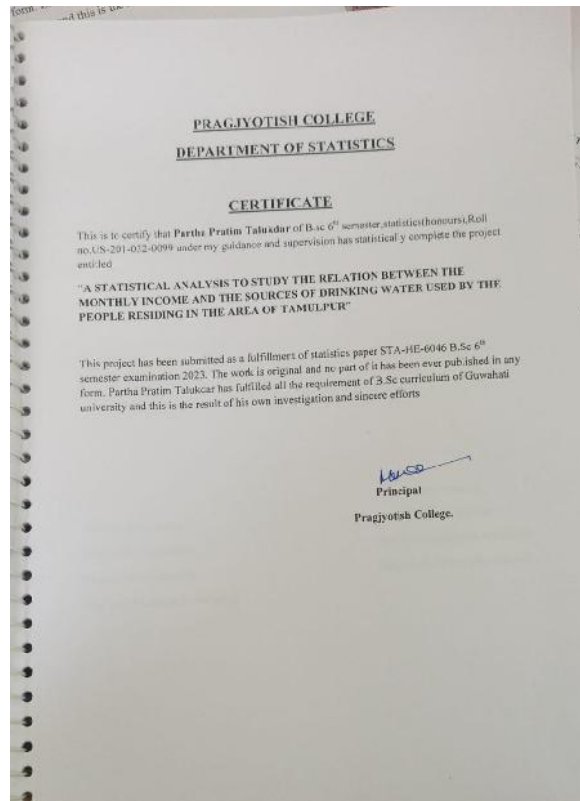 form.
and this is the
PRAGJYOTISH COLLEGE
DEPARTMENT OF STATISTICS
CERTIFICATE
This is to certify that Partha Pratim Talukdar of B.sc 6th semester,statistics(honours),Roll
no.US-201-052-0099 under my guidance and supervision has statistical y complete the project
entitled
"A STATISTICAL ANALYSIS TO STUDY THE RELATION BETWEEN THE
MONTHLY INCOME AND THE SOURCES OF DRINKING WATER USED BY THE
PEOPLE RESIDING IN THE AREA OF TAMULPUR"
This project has been submitted as a fulfillment of statistics paper STA-HE-6046 B.Sc 6th
semester examination 2023. The work is original and no part of it has been ever published in any
form. Partha Pratim Talukdar has fulfilled all the requirement of B.Sc curriculum of Guwahati
university and this is the result of his own investigation and sincere efforts
Principal
Pragjyotish College.